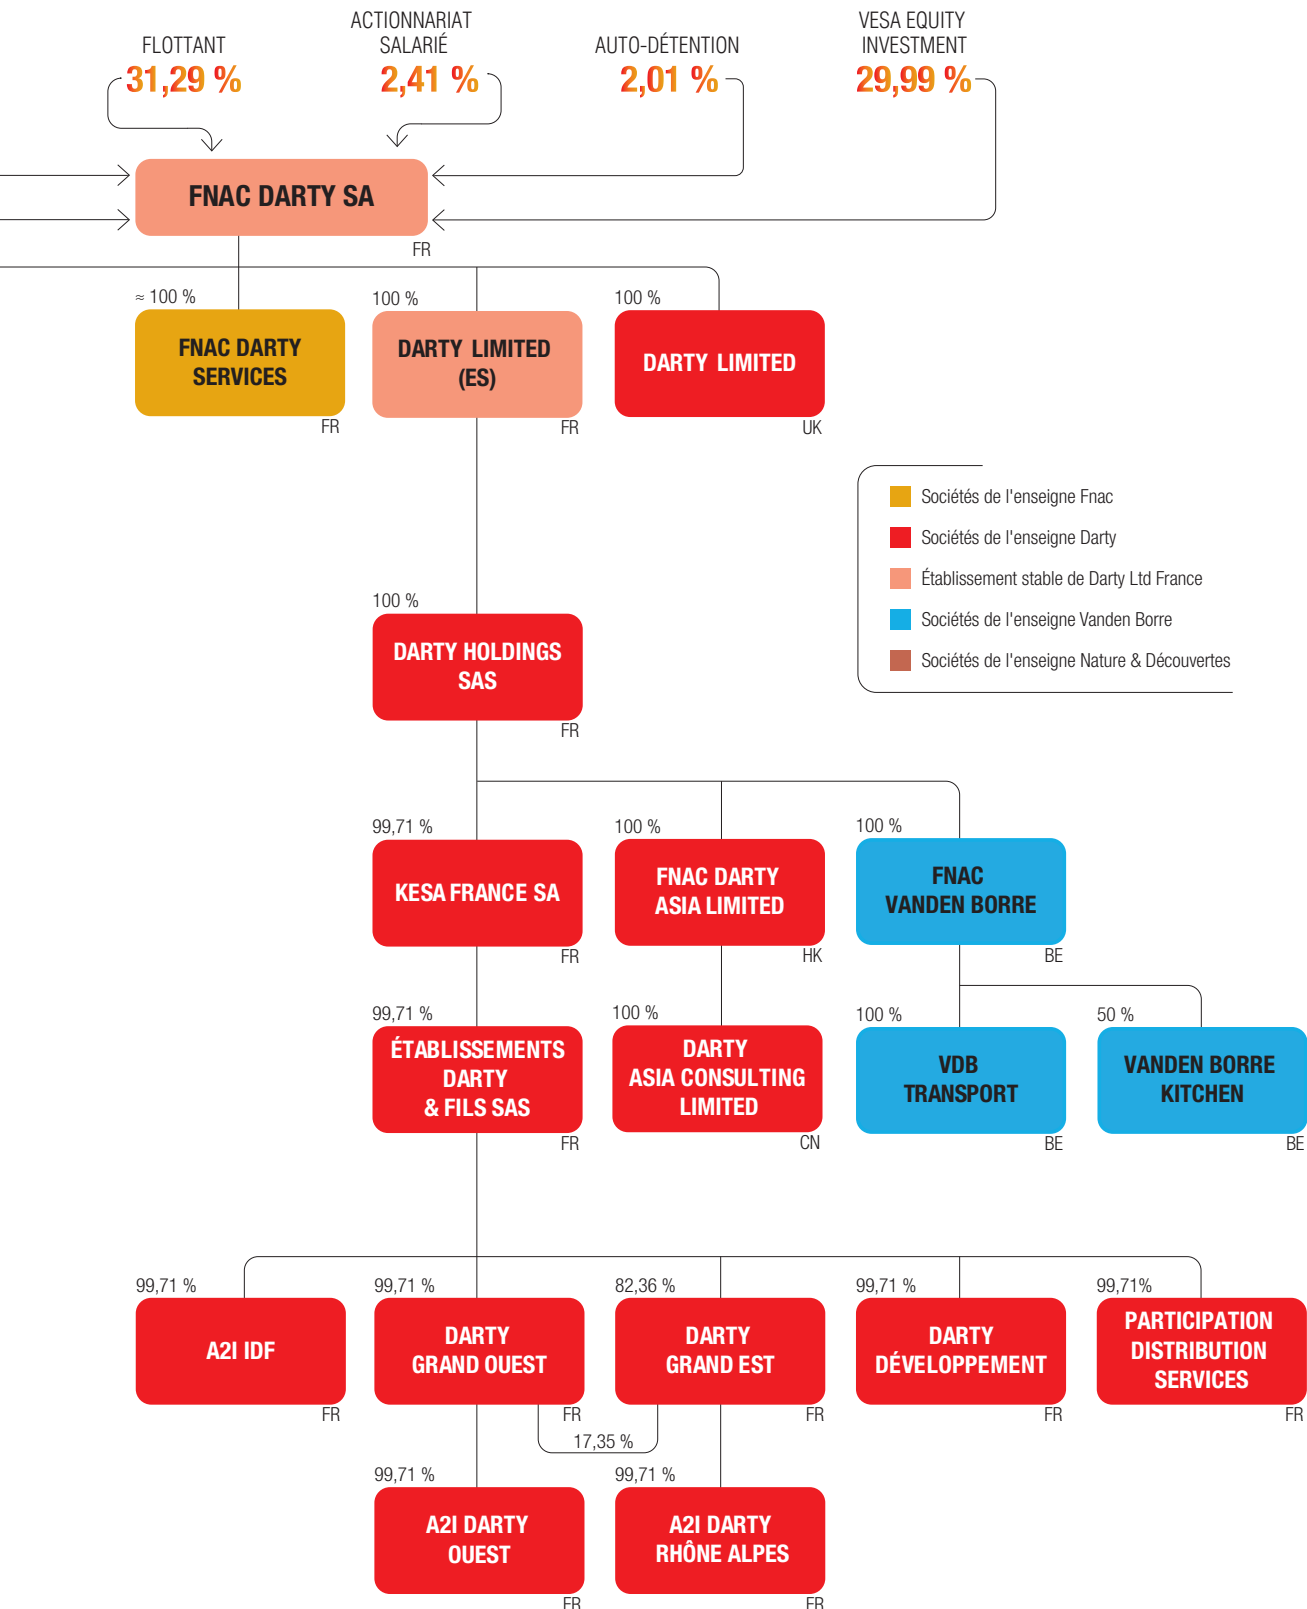 FLOTTANT
31,29 %
ACTIONNARIAT
SALARIÉ
2,41 %
AUTO-DÉTENTION
2,01 %
VESA EQUITY
INVESTMENT
29,99 %
FNAC DARTY SA
FR
≈ 100 %
FNAC DARTY
SERVICES
FR
100 %
DARTY LIMITED
(ES)
FR
100 %
DARTY LIMITED
UK
Sociétés de l'enseigne Fnac
Sociétés de l'enseigne Darty
Établissement stable de Darty Ltd France
Sociétés de l'enseigne Vanden Borre
Sociétés de l'enseigne Nature & Découvertes
100 %
DARTY HOLDINGS
SAS
FR
99,71 %
KESA FRANCE SA
FR
100 %
FNAC DARTY
ASIA LIMITED
HK
100 %
FNAC
VANDEN BORRE
BE
99,71 %
ÉTABLISSEMENTS
DARTY
& FILS SAS
FR
100 %
DARTY
ASIA CONSULTING
LIMITED
CN
100 %
VDB
TRANSPORT
BE
50 %
VANDEN BORRE
KITCHEN
BE
99,71 %
A2I IDF
FR
99,71 %
DARTY
GRAND OUEST
FR
82,36 %
DARTY
GRAND EST
FR
99,71 %
DARTY
DÉVELOPPEMENT
FR
99,71%
PARTICIPATION
DISTRIBUTION
SERVICES
FR
17,35 %
99,71 %
A2I DARTY
OUEST
FR
99,71 %
A2I DARTY
RHÔNE ALPES
FR